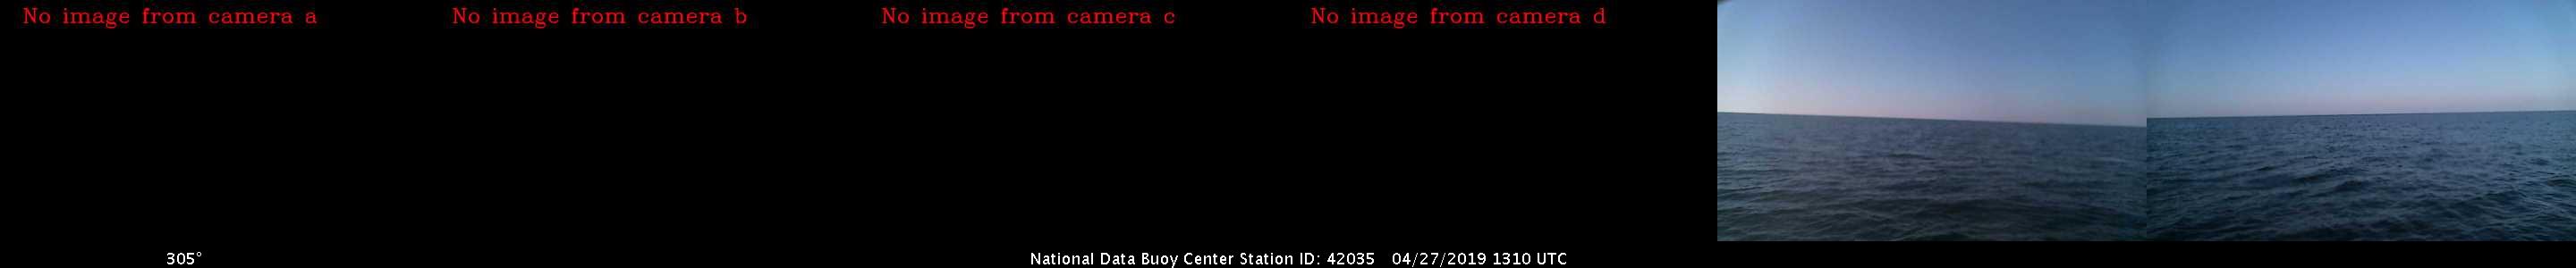 No image from camera a
No image from camera b
No image from camera c
No image from camera d
305°
National Data Buoy Center Station ID: 42035 04/27/2019 1310 UTC